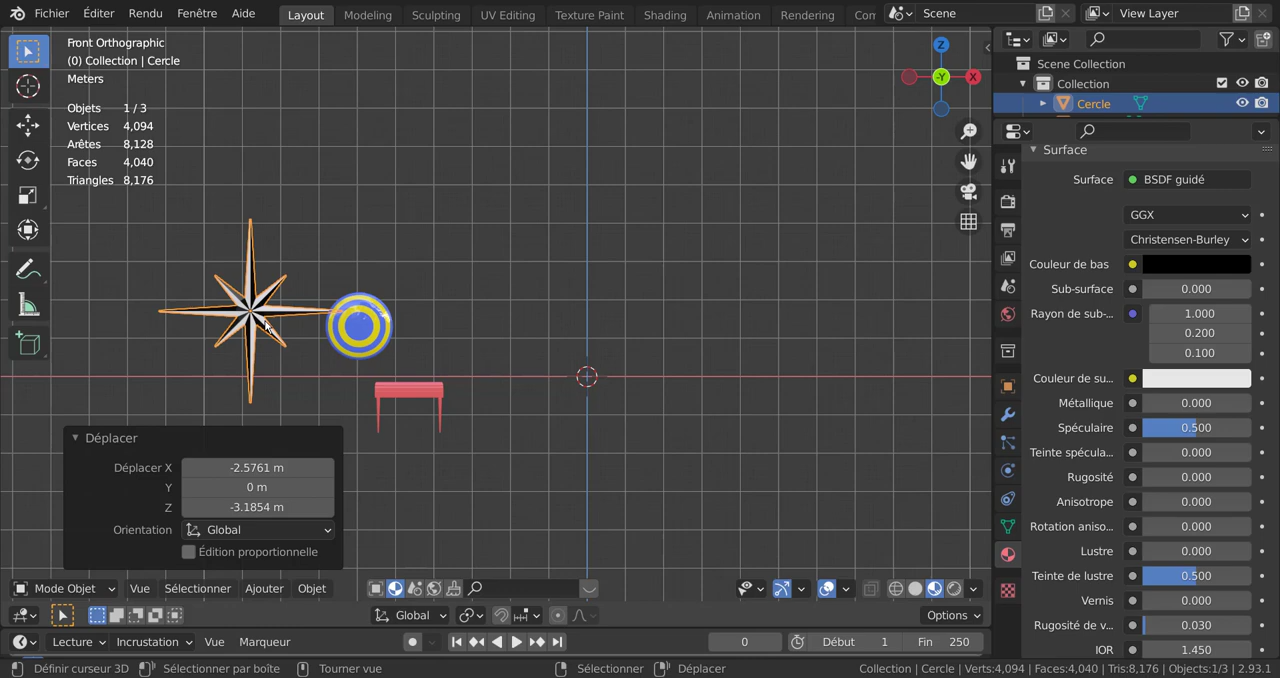 Fichier Éditer Rendu Fenêtre Aide Layout Modeling Sculpting UV Editing Texture Paint Shading Animation Rendering Com Scene View Layer
Front Orthographic
(0) Collection | Cercle
Meters
Objets 1 / 3
Vertices 4,094
Arêtes 8,128
Faces 4,040
Triangles 8,176
Z
-Y
X
Scene Collection
Collection
Cercle
Surface
Surface BSDF guidé
GGX
Christensen-Burley
Couleur de bas
Sub-surface 0.000
Rayon de sub-... 1.000
0.200
0.100
Couleur de su...
Métallique 0.000
Spéculaire 0.500
Teinte spécula... 0.000
Rugosité 0.000
Anisotrope 0.000
Rotation aniso... 0.000
Lustre 0.000
Teinte de lustre 0.500
Vernis 0.000
Rugosité de v... 0.030
IOR 1.450
Déplacer
Déplacer X -2.5761 m
Y 0 m
Z -3.1854 m
Orientation Global
Édition proportionnelle
Mode Objet Vue Sélectionner Ajouter Objet
Global Options
Lecture Incrustation Vue Marqueur 0 Début 1 Fin 250
Définir curseur 3D Sélectionner par boîte Tourner vue Sélectionner Déplacer Collection | Cercle | Verts:4,094 | Faces:4,040 | Tris:8,176 | Objects:1/3 | 2.93.1